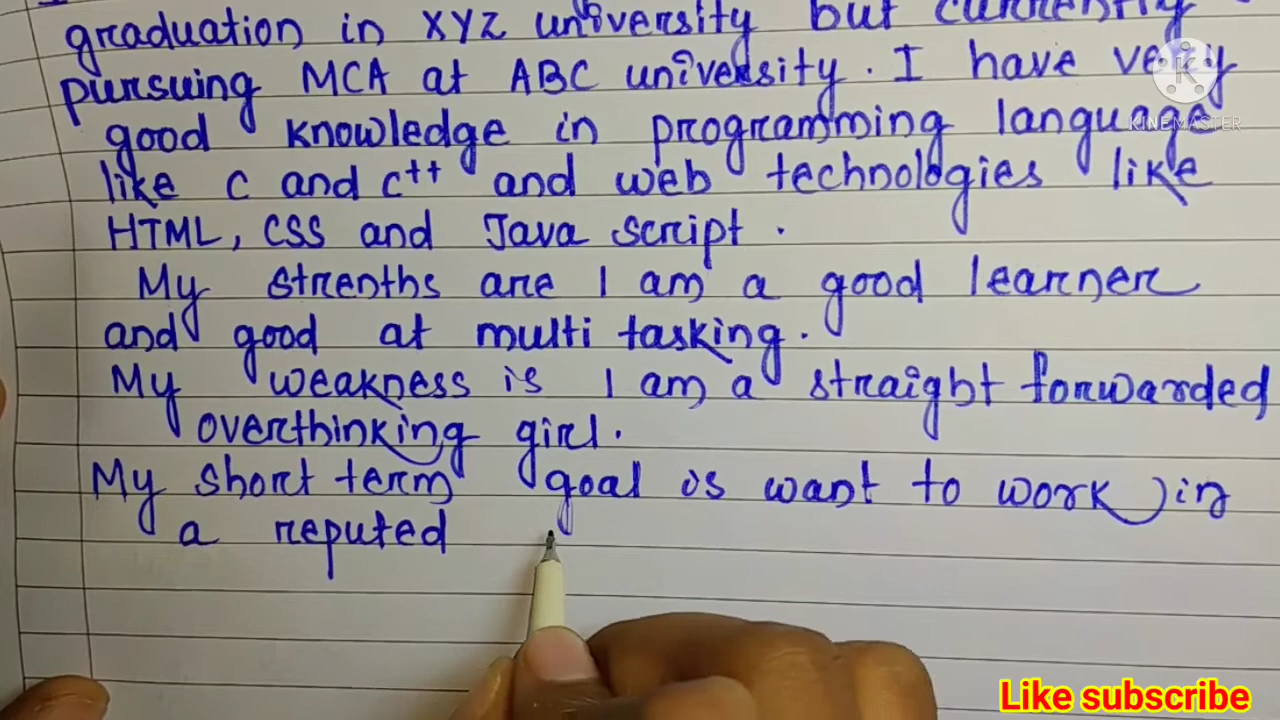 graduation in XYZ university but currently
pursuing MCA at ABC university. I have very
good knowledge in programming language
like C and C++ and web technologies like
HTML, CSS and Java script.
My strenths are I am a good learner
and good at multi tasking.
My weakness is I am a straight forwarded
overthinking girl.
My short term goal is want to work in
a reputed
K
KINEMASTER
Like subscribe